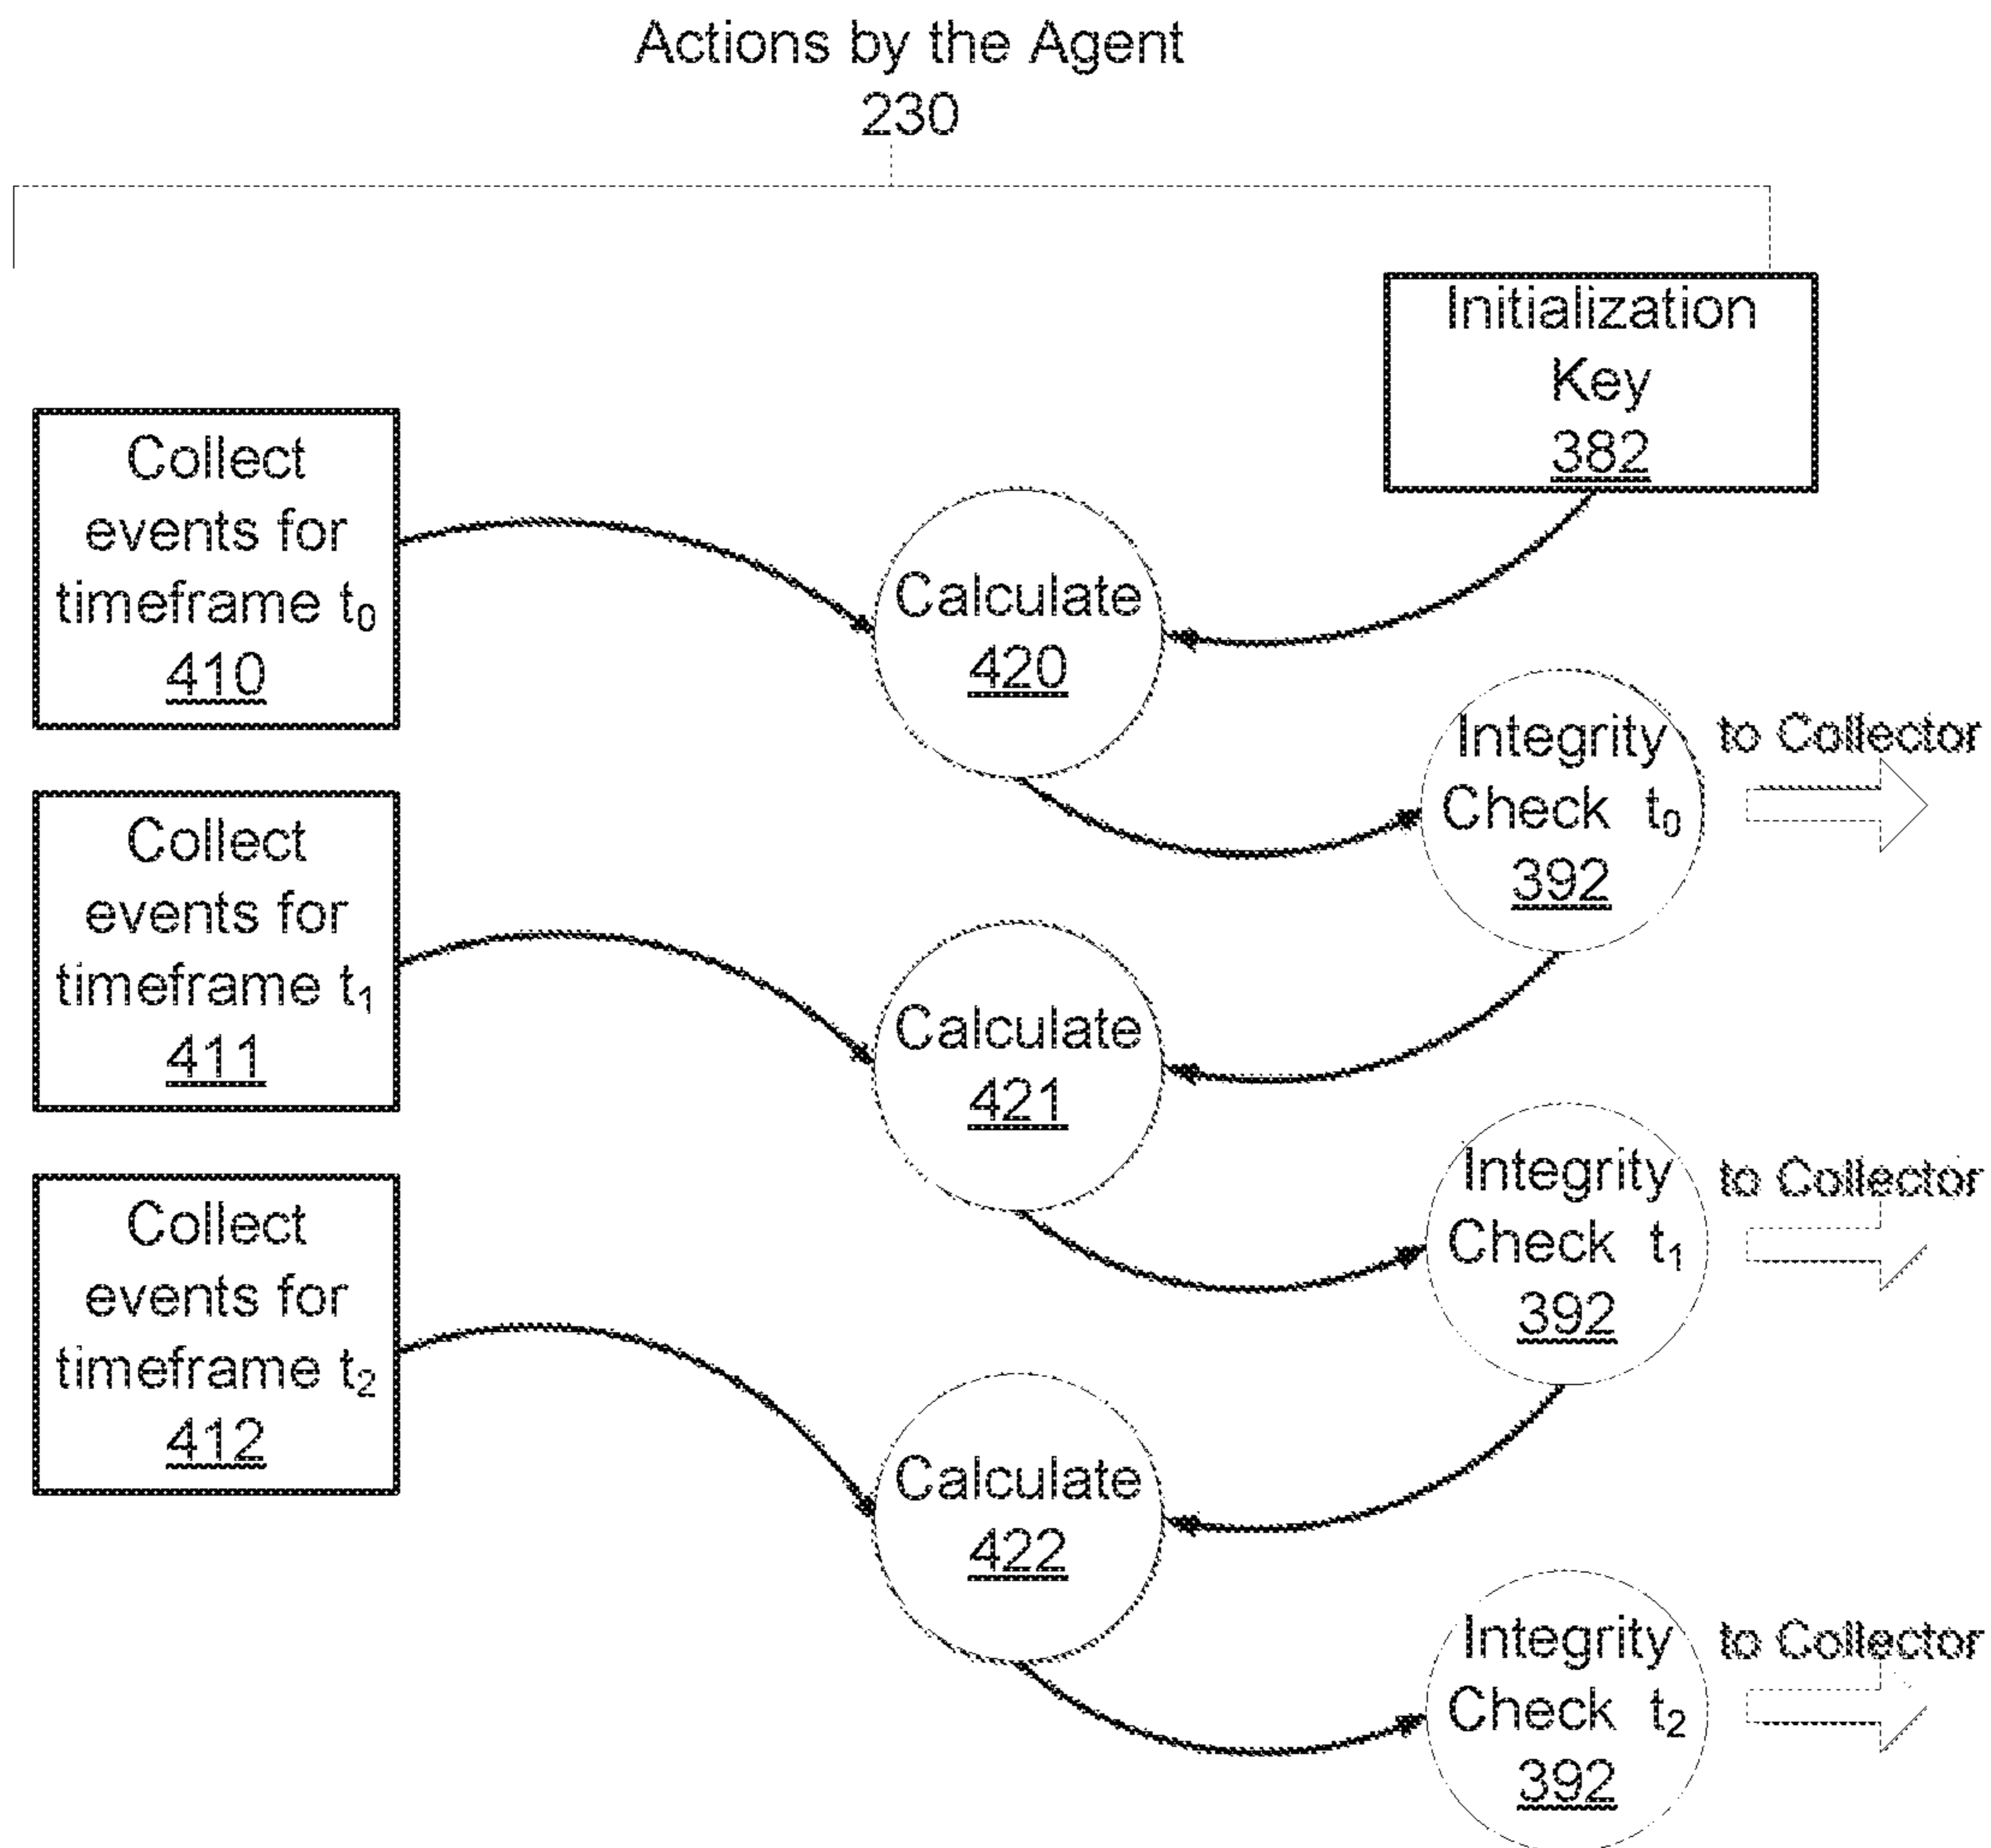 Actions by the Agent
230
Initialization
Key
382
Collect
events for
timeframe t₀
410
Calculate
420
Integrity
Check t₀
392
to Collector
Collect
events for
timeframe t₁
411
Calculate
421
Integrity
Check t₁
392
to Collector
Collect
events for
timeframe t₂
412
Calculate
422
Integrity
Check t₂
392
to Collector